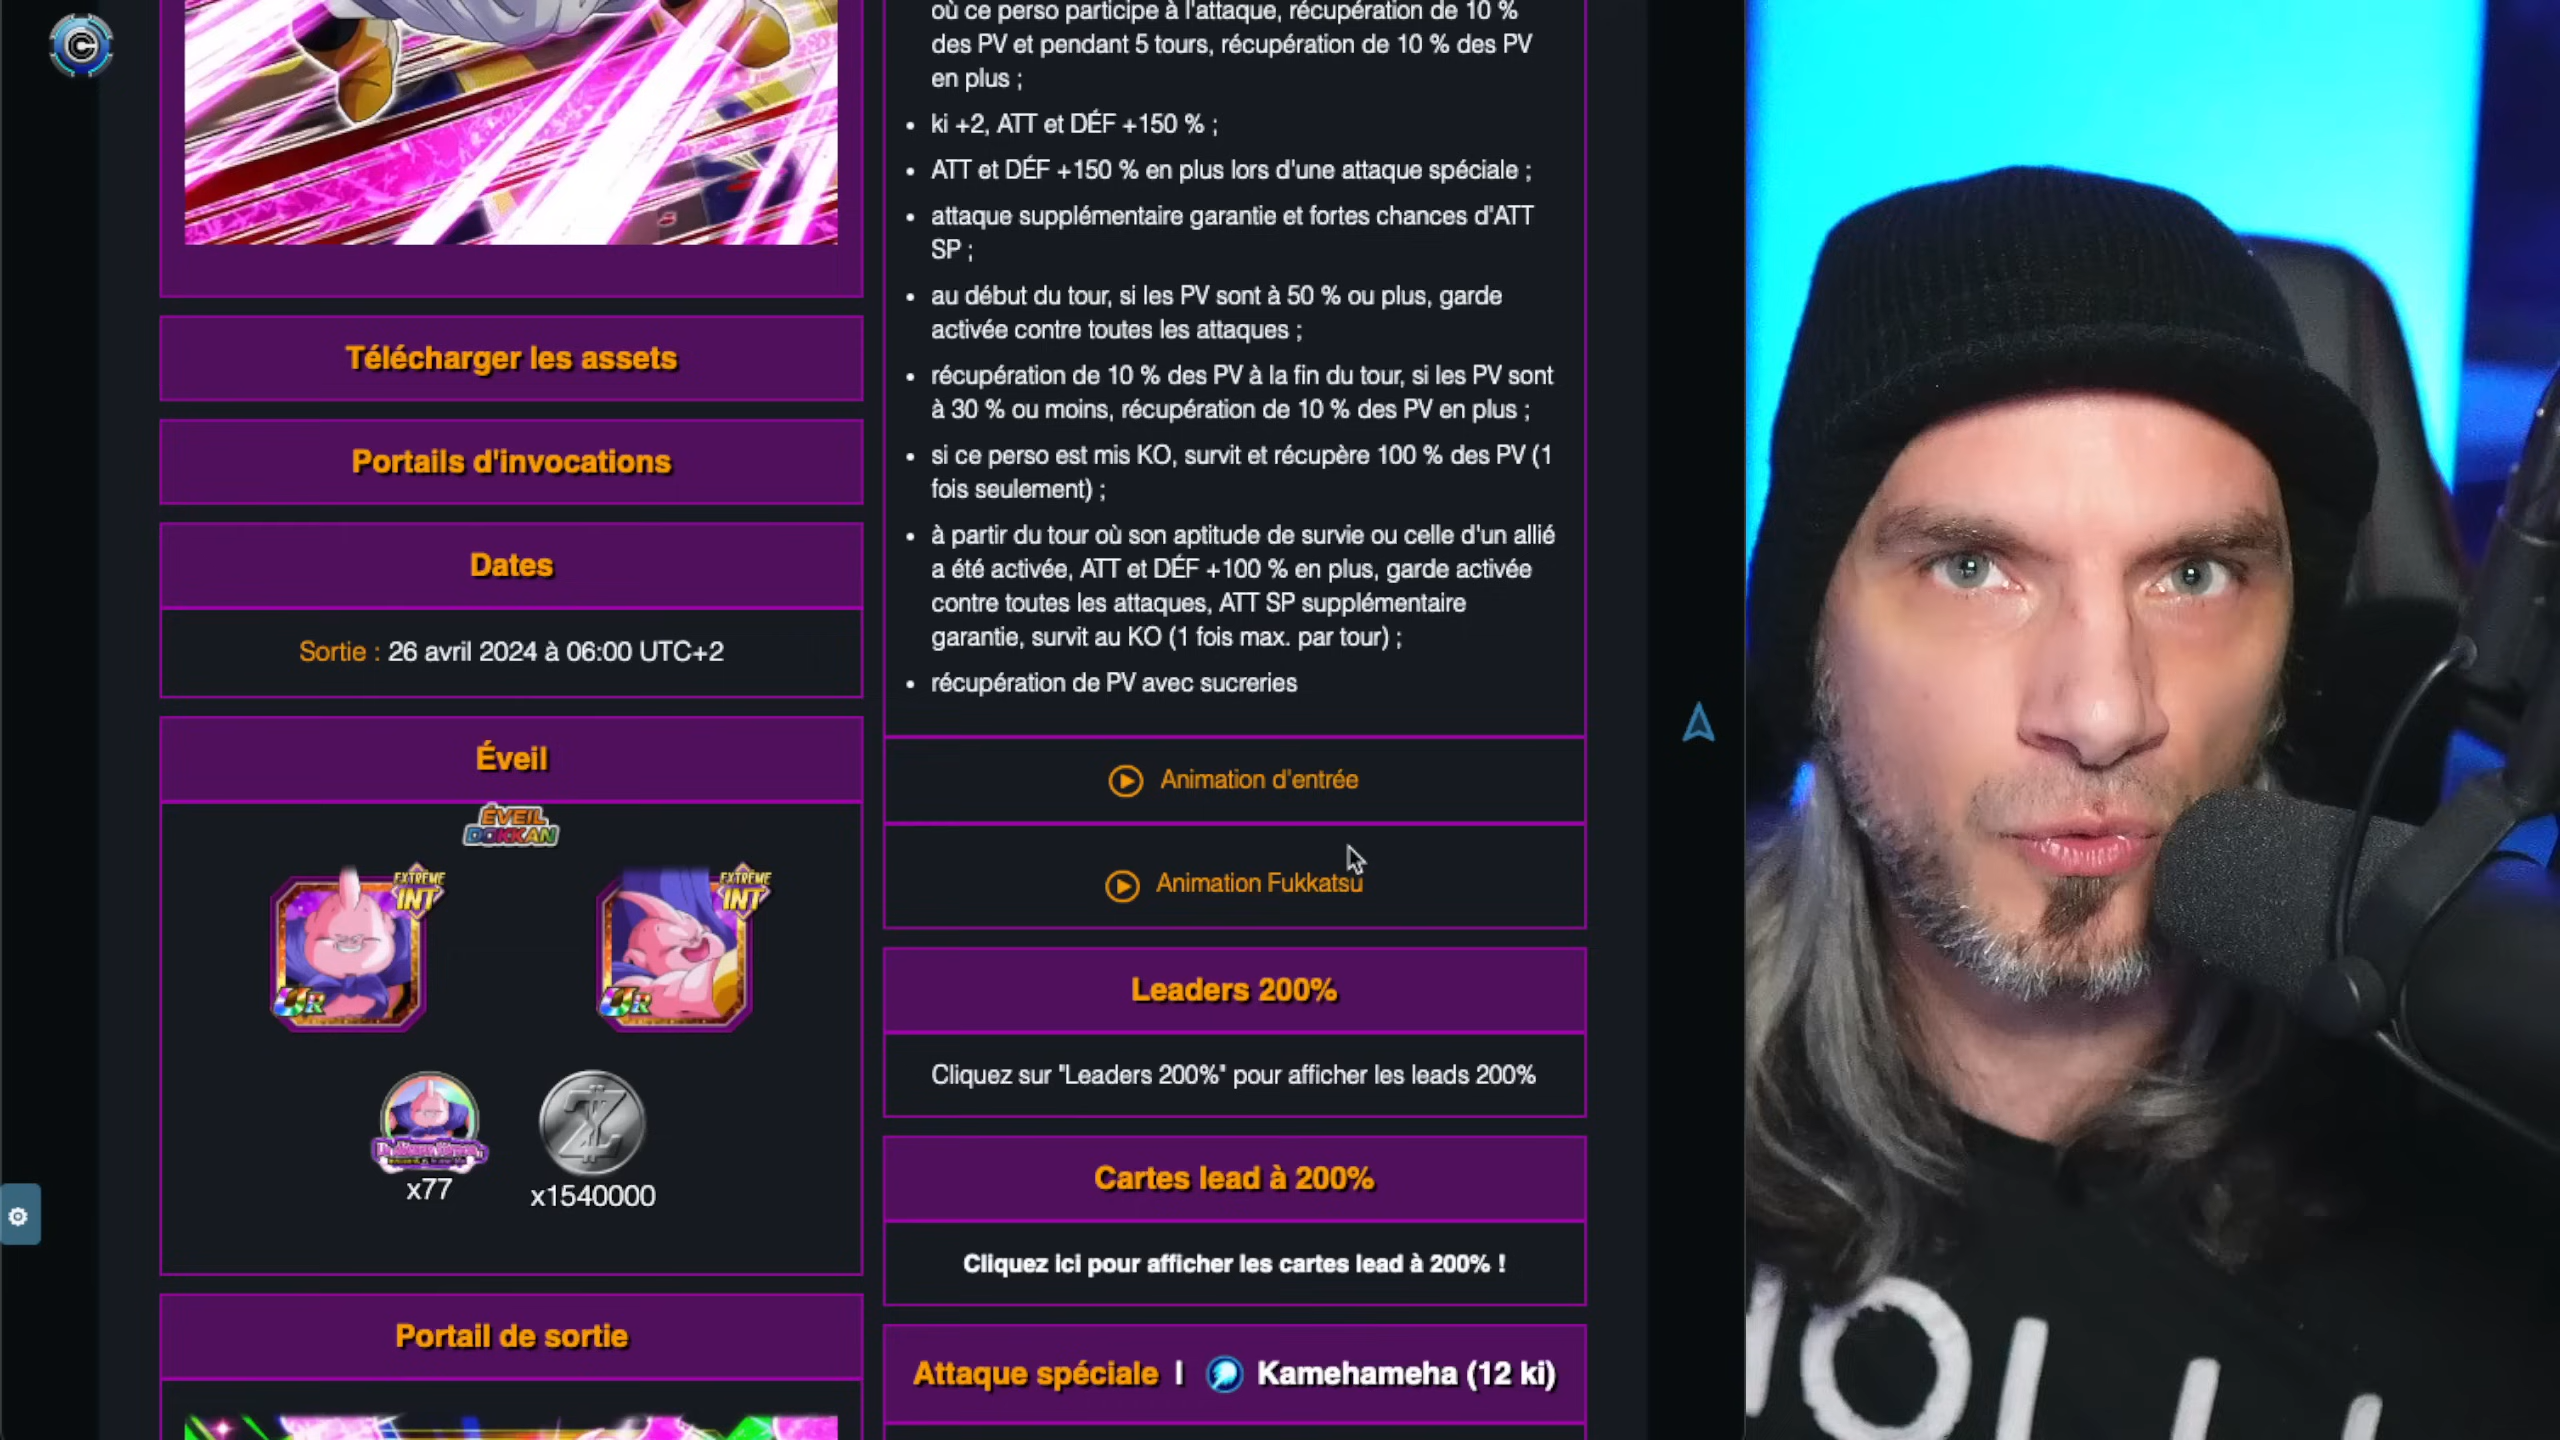 Télécharger les assets
Portails d'invocations
Dates
Sortie : 26 avril 2024 à 06:00 UTC+2
Éveil
ÉVEIL
DOKKAN
EXTRÊME
INT
UR
EXTRÊME
INT
UR
Z
x77
x1540000
Portail de sortie
où ce perso participe à l'attaque, récupération de 10 %
des PV et pendant 5 tours, récupération de 10 % des PV
en plus ;
• ki +2, ATT et DÉF +150 % ;
• ATT et DÉF +150 % en plus lors d'une attaque spéciale ;
• attaque supplémentaire garantie et fortes chances d'ATT
SP ;
• au début du tour, si les PV sont à 50 % ou plus, garde
activée contre toutes les attaques ;
• récupération de 10 % des PV à la fin du tour, si les PV sont
à 30 % ou moins, récupération de 10 % des PV en plus ;
• si ce perso est mis KO, survit et récupère 100 % des PV (1
fois seulement) ;
• à partir du tour où son aptitude de survie ou celle d'un allié
a été activée, ATT et DÉF +100 % en plus, garde activée
contre toutes les attaques, ATT SP supplémentaire
garantie, survit au KO (1 fois max. par tour) ;
• récupération de PV avec sucreries
Animation d'entrée
Animation Fukkatsu
Leaders 200%
Cliquez sur "Leaders 200%" pour afficher les leads 200%
Cartes lead à 200%
Cliquez ici pour afficher les cartes lead à 200% !
Attaque spéciale | Kamehameha (12 ki)